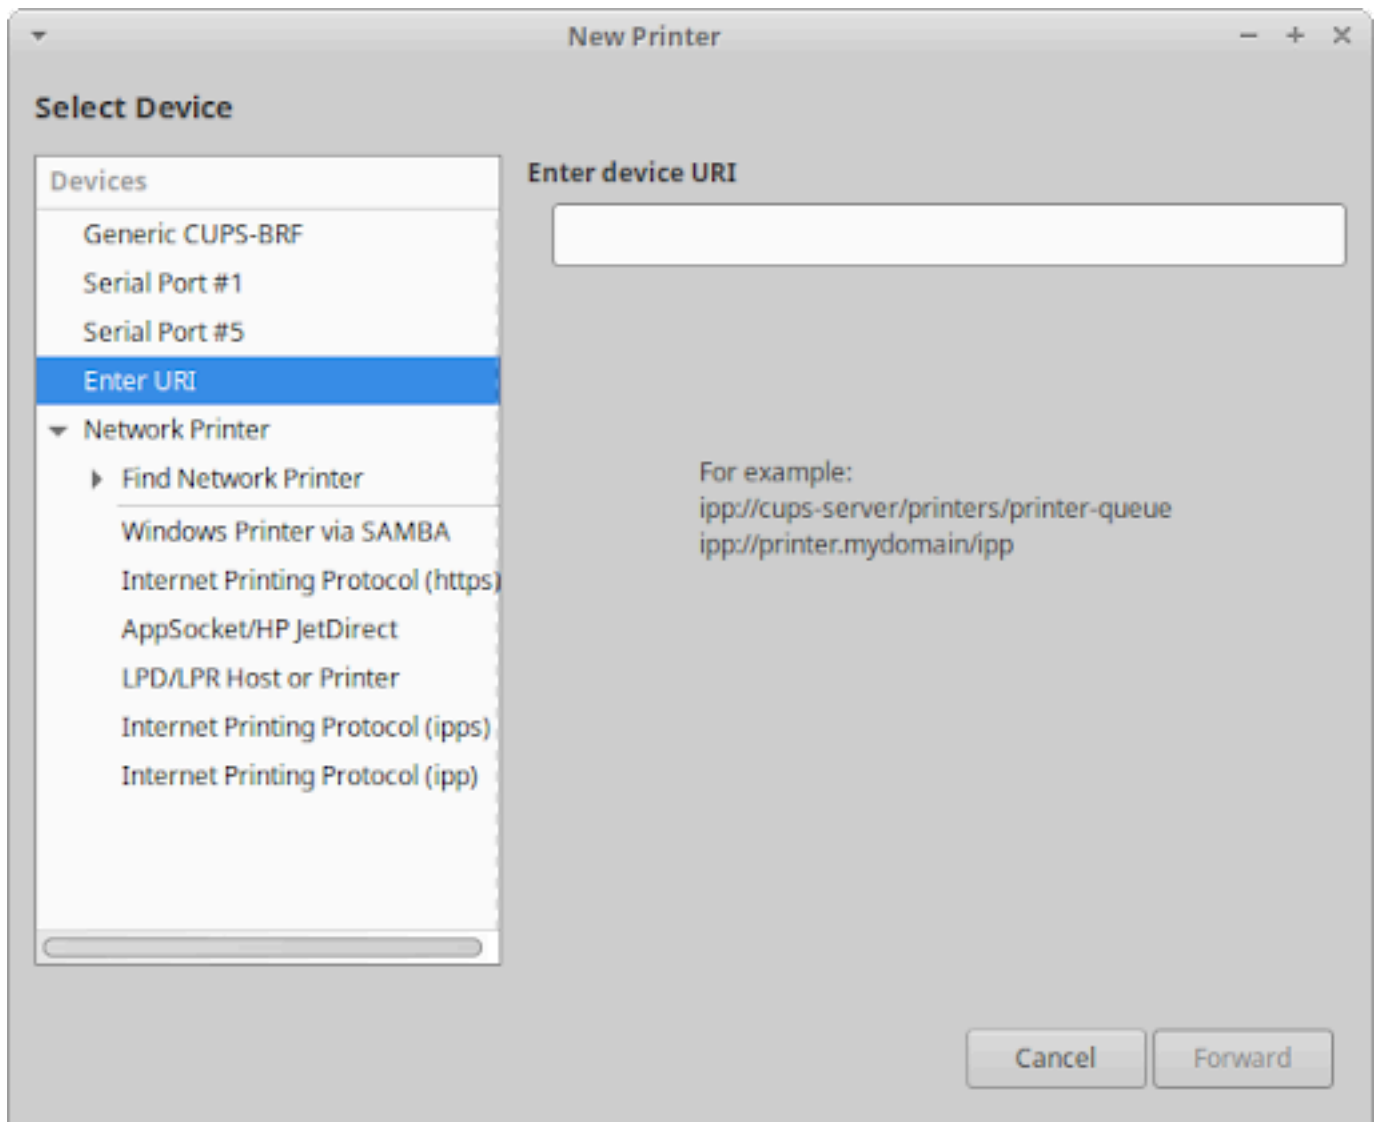 New Printer
Select Device
Devices
Generic CUPS-BRF
Serial Port #1
Serial Port #5
Enter URI
Network Printer
Find Network Printer
Windows Printer via SAMBA
Internet Printing Protocol (https)
AppSocket/HP JetDirect
LPD/LPR Host or Printer
Internet Printing Protocol (ipps)
Internet Printing Protocol (ipp)
Enter device URI
For example:
ipp://cups-server/printers/printer-queue
ipp://printer.mydomain/ipp
Cancel
Forward